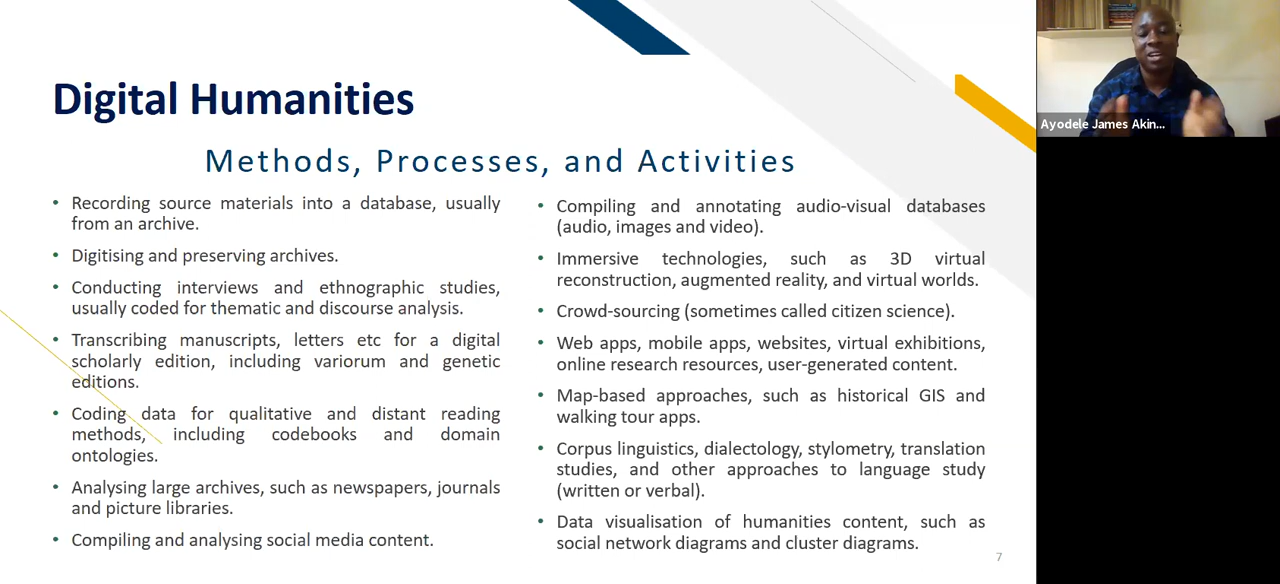 Digital Humanities
Methods, Processes, and Activities
• Recording source materials into a database, usually
from an archive.
• Digitising and preserving archives.
• Conducting interviews and ethnographic studies,
usually coded for thematic and discourse analysis.
• Transcribing manuscripts, letters etc for a digital
scholarly edition, including variorum and genetic
editions.
• Coding data for qualitative and distant reading
methods, including codebooks and domain
ontologies.
• Analysing large archives, such as newspapers, journals
and picture libraries.
• Compiling and analysing social media content.
• Compiling and annotating audio-visual databases
(audio, images and video).
• Immersive technologies, such as 3D virtual
reconstruction, augmented reality, and virtual worlds.
• Crowd-sourcing (sometimes called citizen science).
• Web apps, mobile apps, websites, virtual exhibitions,
online research resources, user-generated content.
• Map-based approaches, such as historical GIS and
walking tour apps.
• Corpus linguistics, dialectology, stylometry, translation
studies, and other approaches to language study
(written or verbal).
• Data visualisation of humanities content, such as
social network diagrams and cluster diagrams.
7
Ayodele James Akin...